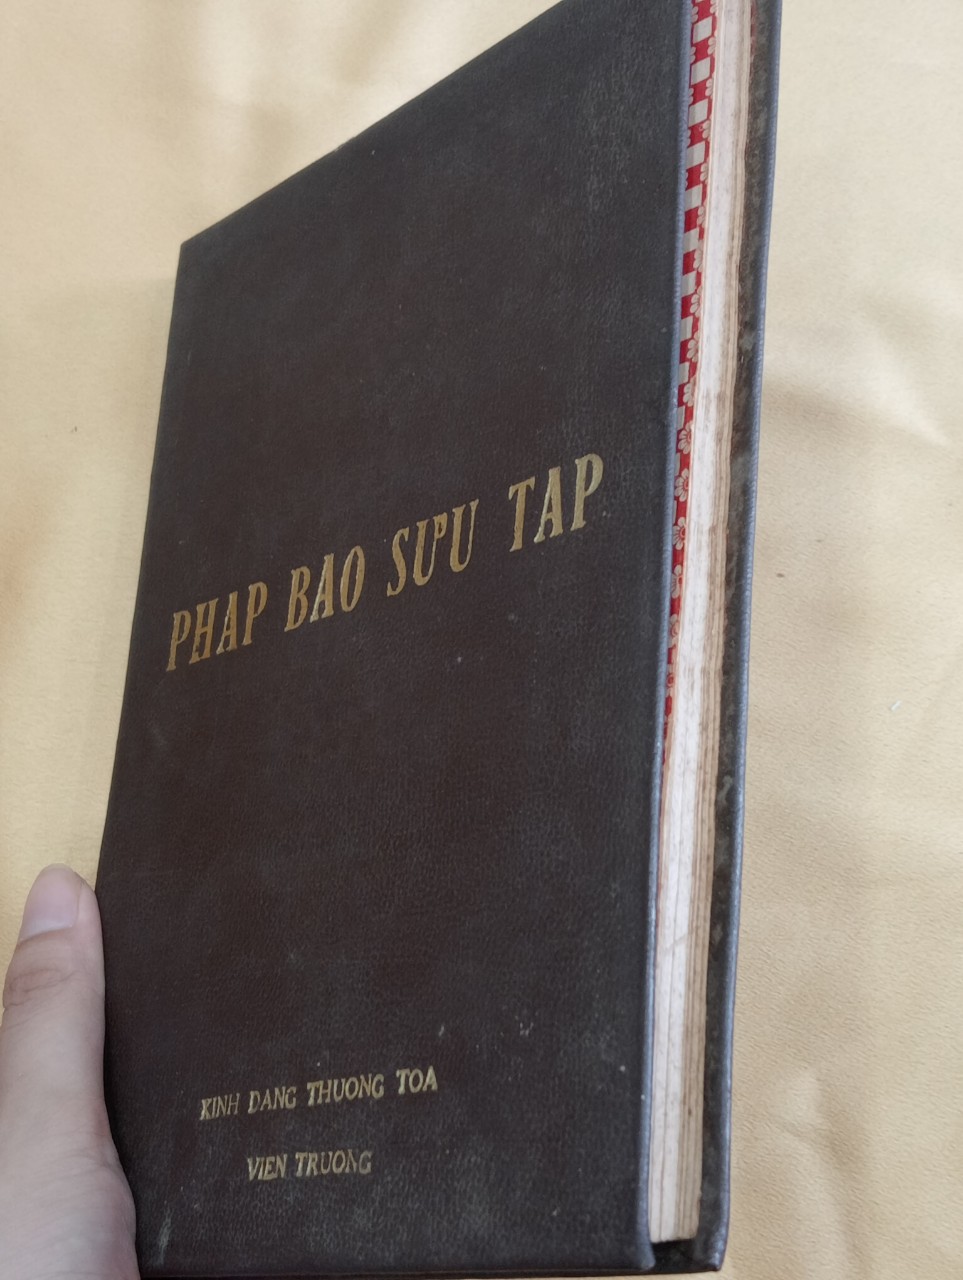 PHAP BAO SƯU TAP
KINH DANG THUONG TOA
VIEN TRUONG